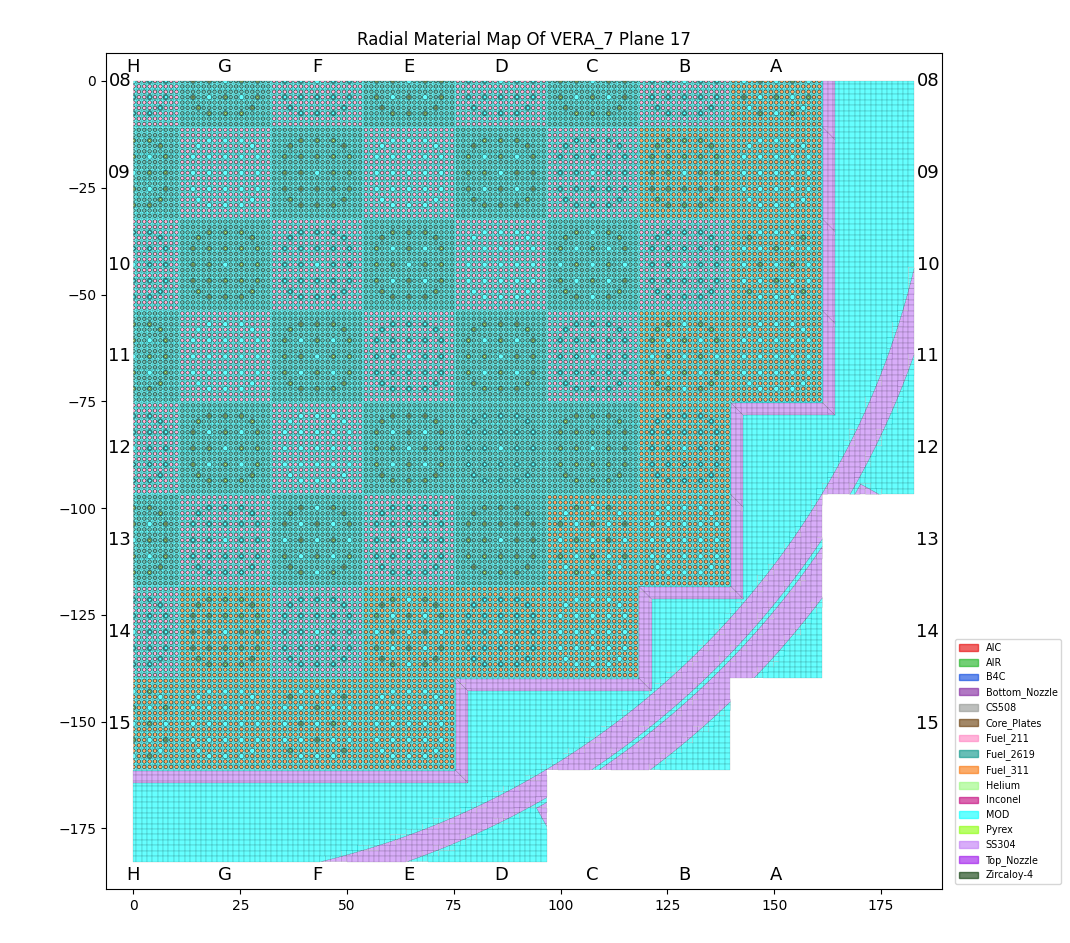 Radial Material Map Of VERA_7 Plane 17
H G F E D C B A
0 08 08
09 09
−25
10 10
−50
11 11
−75
12 12
−100
13 13
−125
14 14
−150 15 15
−175
H G F E D C B A
0 25 50 75 100 125 150 175
AIC
AIR
B4C
Bottom_Nozzle
CS508
Core_Plates
Fuel_211
Fuel_2619
Fuel_311
Helium
Inconel
MOD
Pyrex
SS304
Top_Nozzle
Zircaloy-4